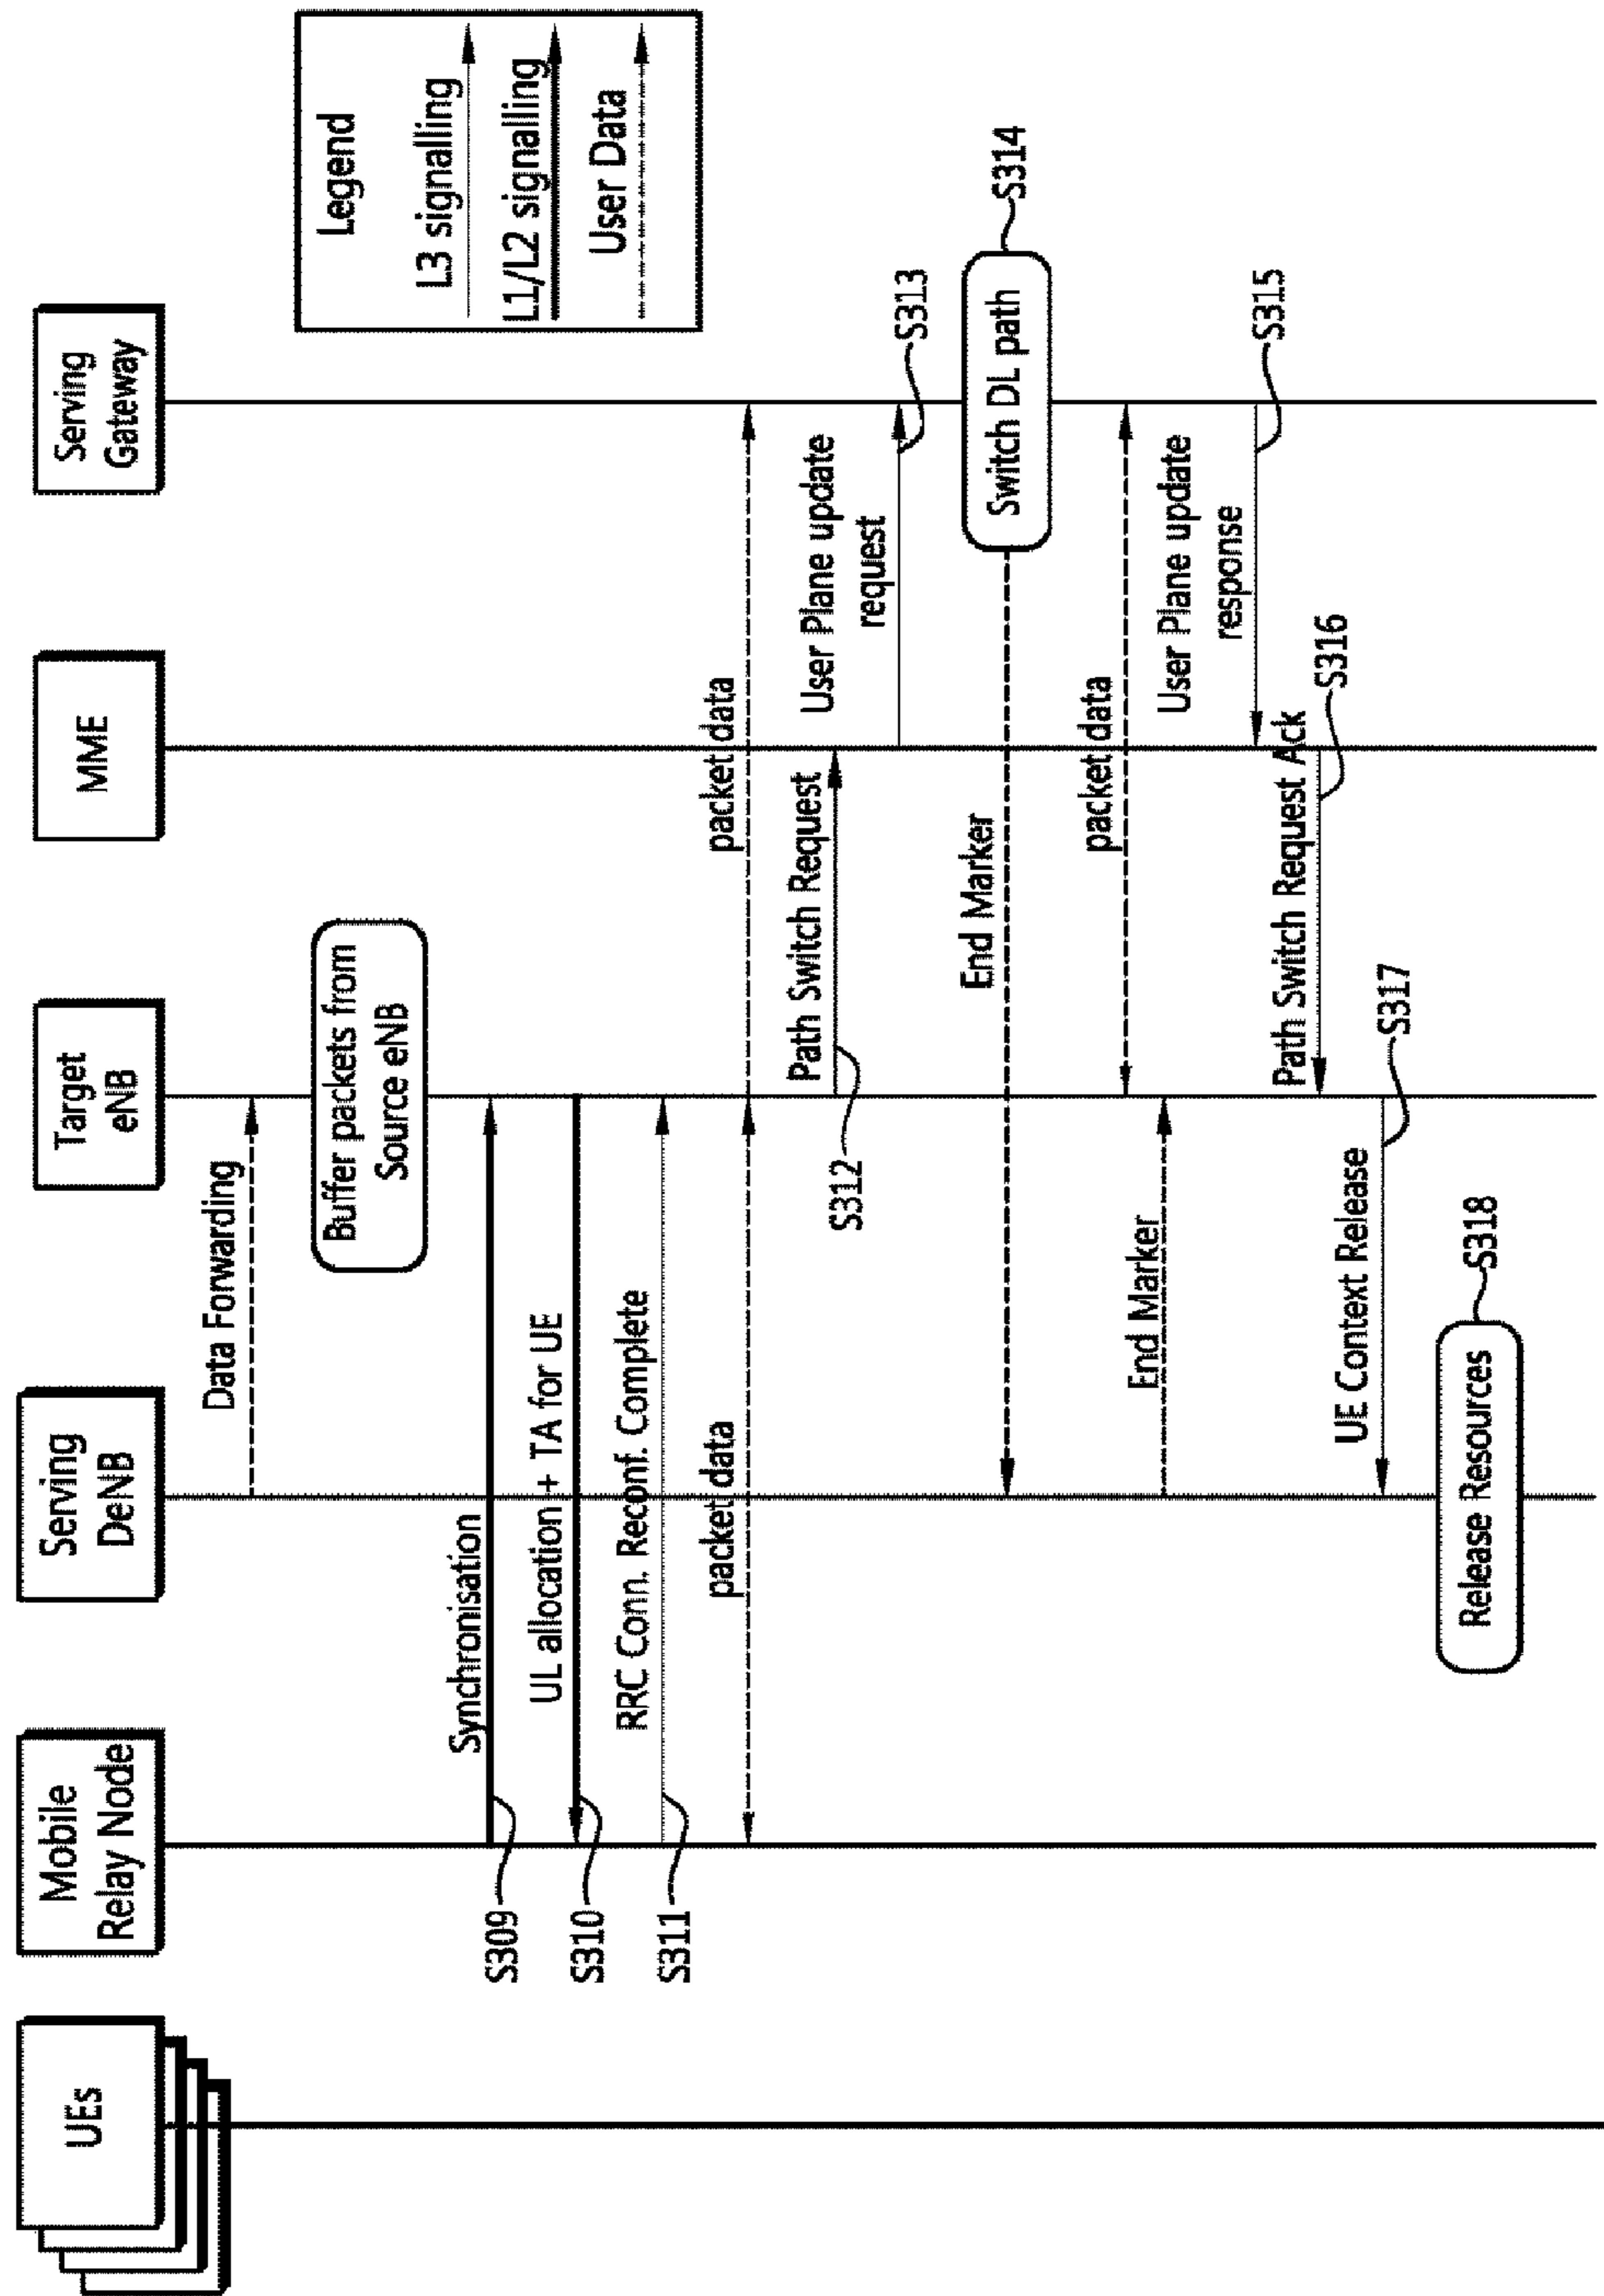 UEs
Mobile
Relay Node
Serving
DeNB
Target
eNB
MME
Serving
Gateway
Data Forwarding
Legend
L3 signalling
L1/L2 signalling
User Data
Buffer packets from
Source eNB
Synchronisation
S309
UL allocation + TA for UE
S310
RRC Conn. Reconf. Complete
S311
packet data
packet data
Path Switch Request
S312
User Plane update
request
S313
Switch DL path
S314
End Marker
packet data
End Marker
User Plane update
response
S315
Path Switch Request Ack
S316
UE Context Release
S317
Release Resources
S318